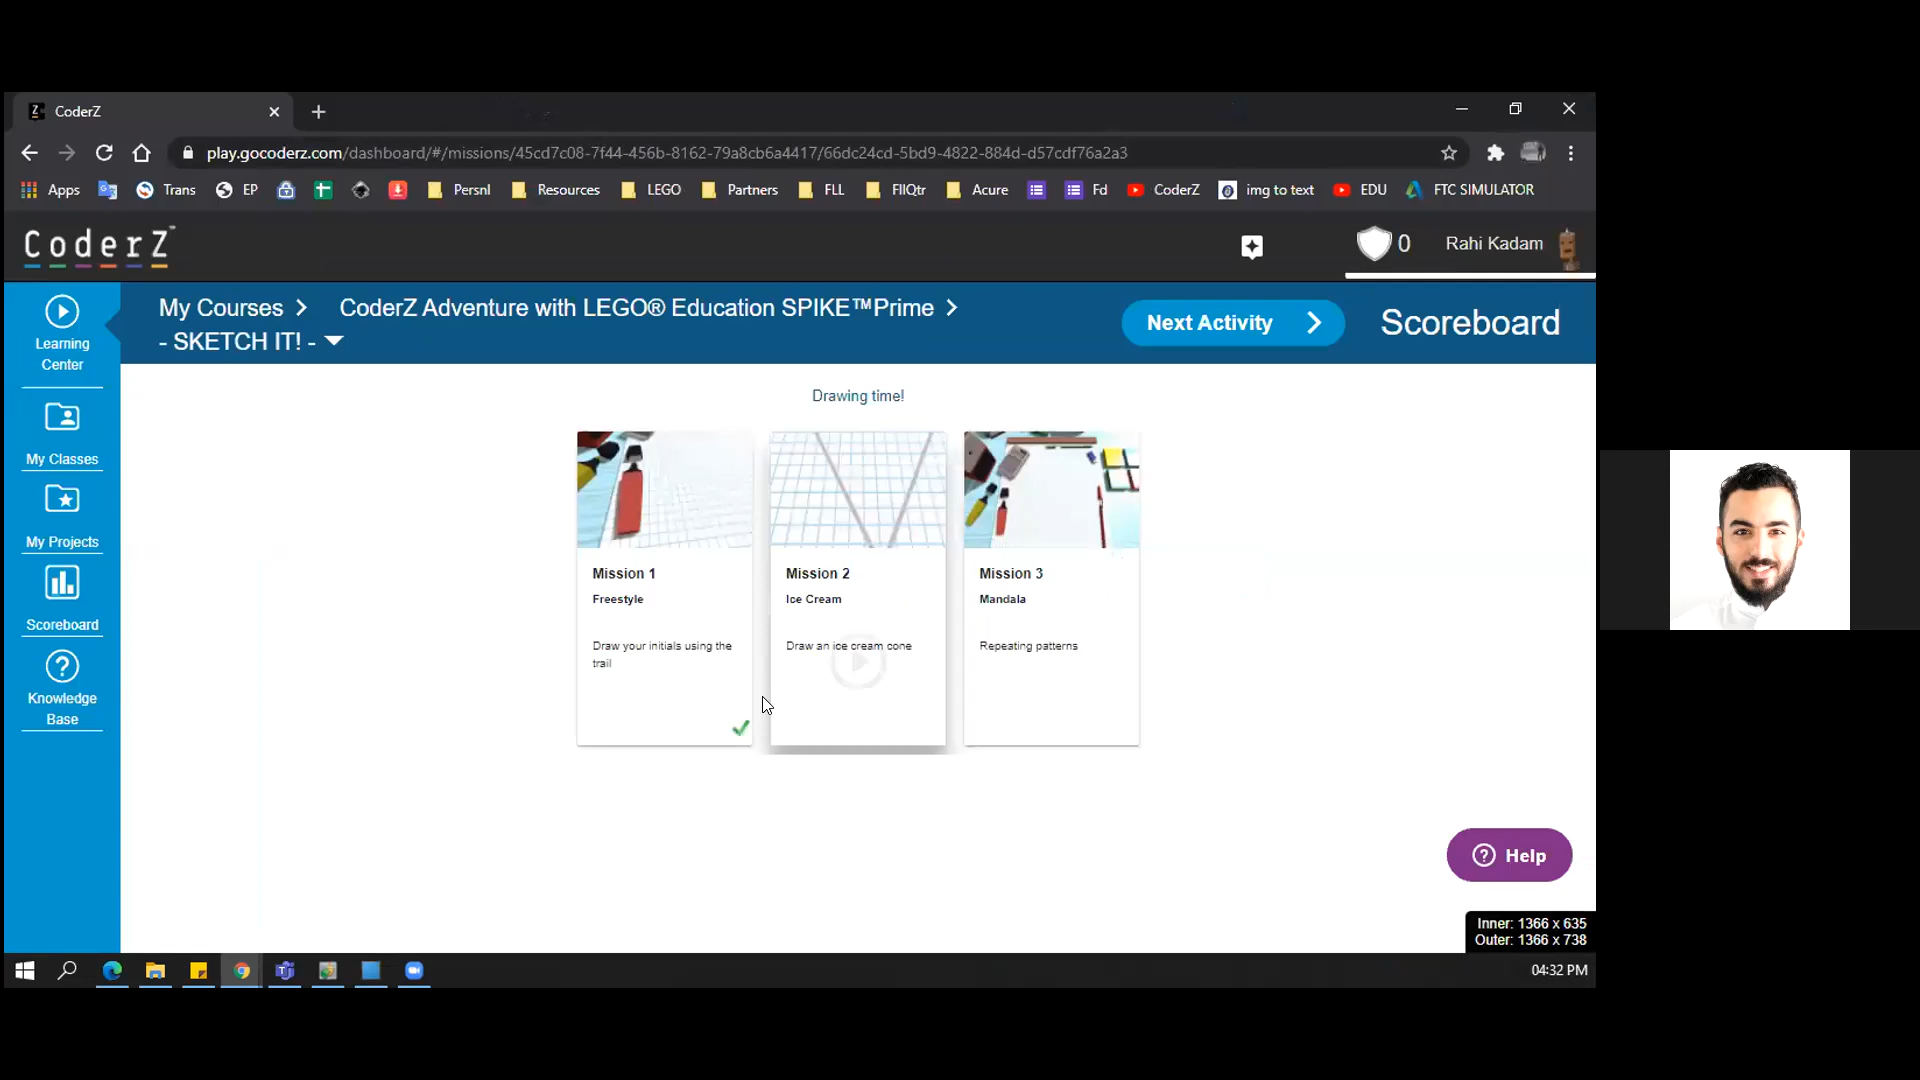 CoderZ
play.gocoderz.com/dashboard/#/missions/45cd7c08-7f44-456b-8162-79a8cb6a4417/66dc24cd-5bd9-4822-884d-d57cdf76a2a3
Apps Trans EP Persnl Resources LEGO Partners FLL FllQtr Acure Fd CoderZ img to text EDU FTC SIMULATOR
CoderZ 0 Rahi Kadam
My Courses > CoderZ Adventure with LEGO® Education SPIKE™Prime >
- SKETCH IT! -
Next Activity
Scoreboard
Learning
Center
My Classes
My Projects
Scoreboard
Knowledge
Base
Drawing time!
Mission 1
Freestyle
Draw your initials using the
trail
Mission 2
Ice Cream
Draw an ice cream cone
Mission 3
Mandala
Repeating patterns
Help
Inner: 1366 x 635
Outer: 1366 x 738
04:32 PM